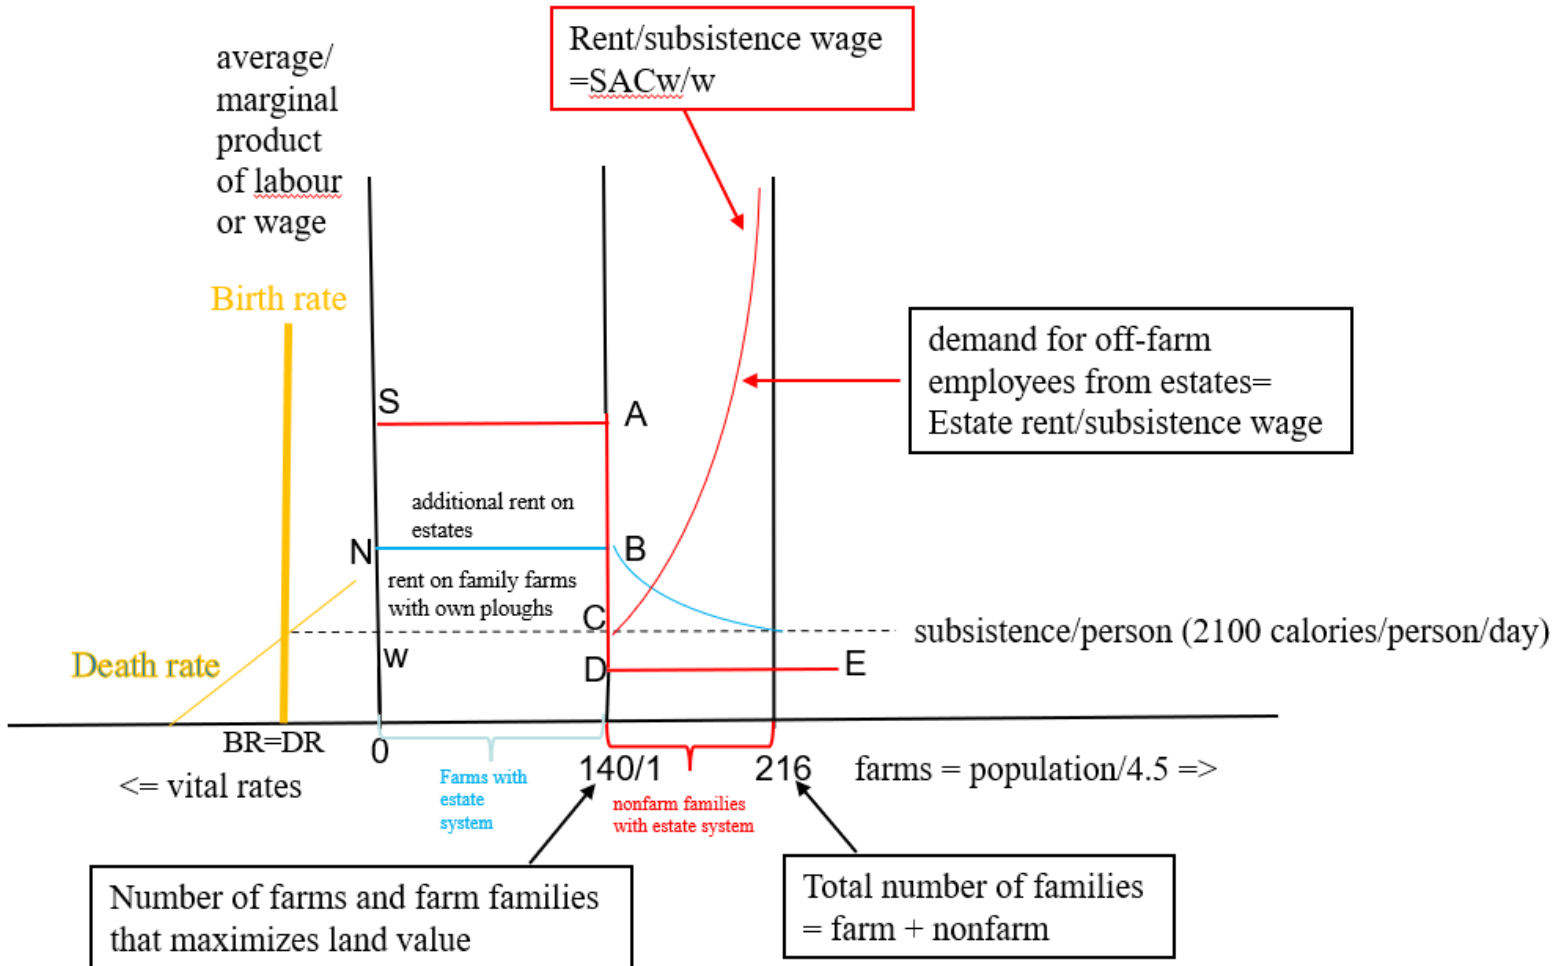 average/
marginal
product
of labour
or wage
Rent/subsistence wage
=SACw/w
Birth rate
demand for off-farm
employees from estates=
Estate rent/subsistence wage
S
A
additional rent on
estates
N
B
rent on family farms
with own ploughs
C
subsistence/person (2100 calories/person/day)
w
D
E
Death rate
BR=DR
0
140/1
216
farms = population/4.5 =>
<= vital rates
Farms with
estate
system
nonfarm families
with estate system
Number of farms and farm families
that maximizes land value
Total number of families
= farm + nonfarm